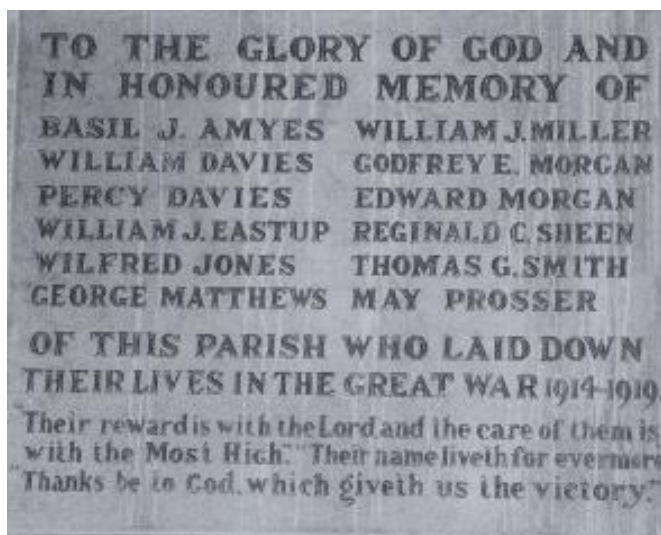 TO THE GLORY OF GOD AND
IN HONOURED MEMORY OF
BASIL J. AMYES WILLIAM J. MILLER
WILLIAM DAVIES GODFREY E. MORGAN
PERCY DAVIES EDWARD MORGAN
WILLIAM J. EASTUP REGINALD C. SHEEN
WILFRED JONES THOMAS G. SMITH
GEORGE MATTHEWS MAY PROSSER
OF THIS PARISH WHO LAID DOWN
THEIR LIVES IN THE GREAT WAR 1914-1919
"Their reward is with the Lord, and the care of them is
with the Most High." "Their name liveth for evermore
"Thanks be to God, which giveth us the victory."